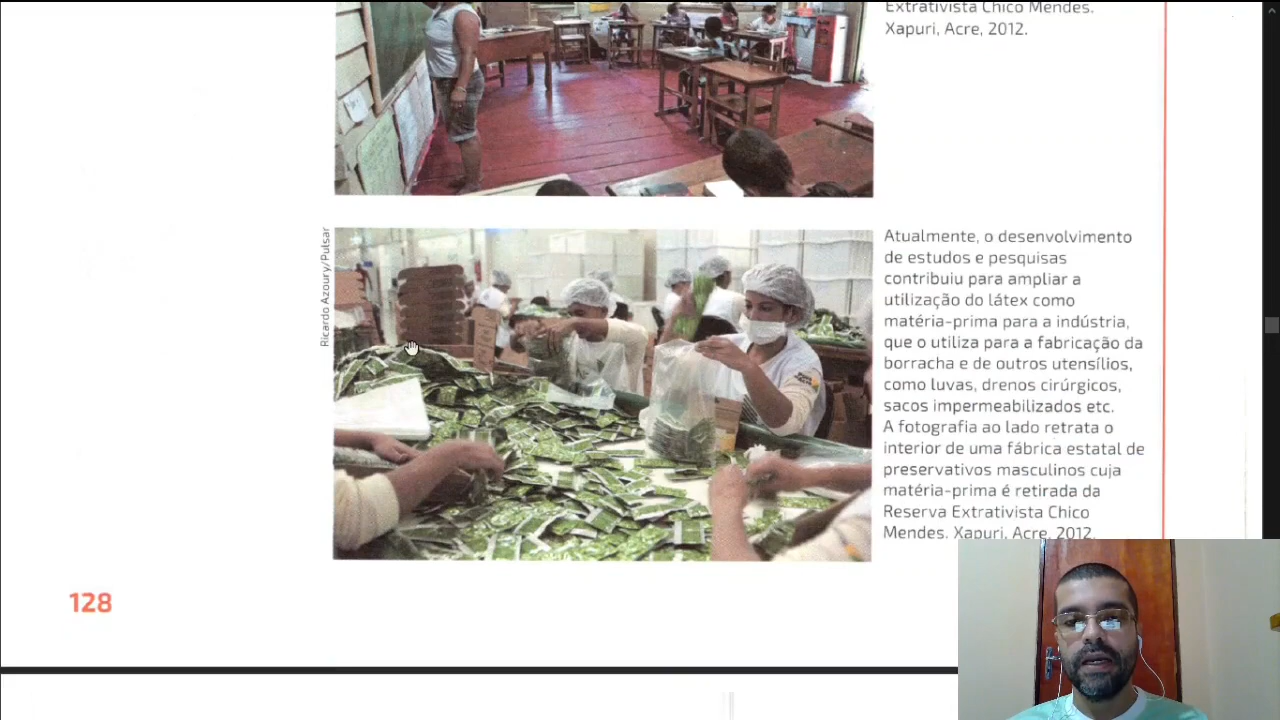 Extrativista Chico Mendes.
Xapuri, Acre, 2012.
Ricardo Azoury/Pulsar
Atualmente, o desenvolvimento
de estudos e pesquisas
contribuiu para ampliar a
utilização do látex como
matéria-prima para a indústria,
que o utiliza para a fabricação da
borracha e de outros utensílios,
como luvas, drenos cirúrgicos,
sacos impermeabilizados etc.
A fotografia ao lado retrata o
interior de uma fábrica estatal de
preservativos masculinos cuja
matéria-prima é retirada da
Reserva Extrativista Chico
Mendes. Xapuri, Acre, 2012.
128